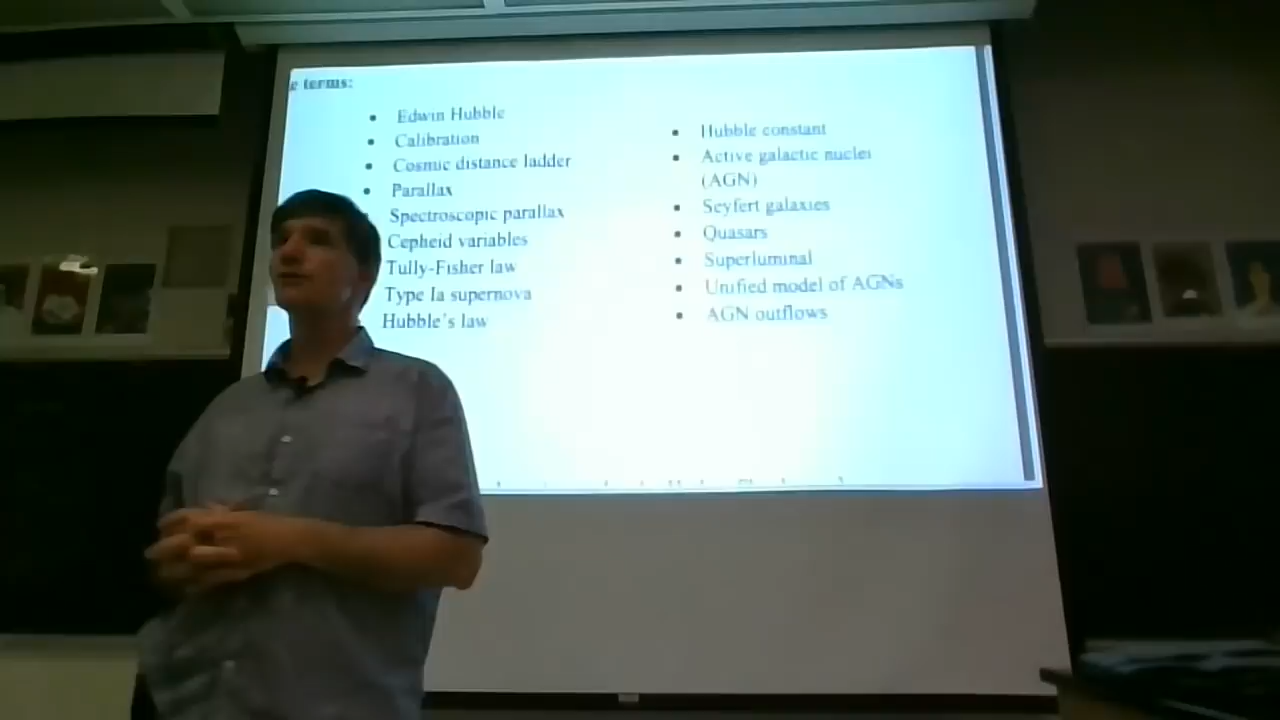 terms:
Edwin Hubble
Calibration
Cosmic distance ladder
Parallax
Spectroscopic parallax
Cepheid variables
Tully-Fisher law
Type Ia supernova
Hubble's law
Hubble constant
Active galactic nuclei
(AGN)
Seyfert galaxies
Quasars
Superluminal
Unified model of AGNs
AGN outflows